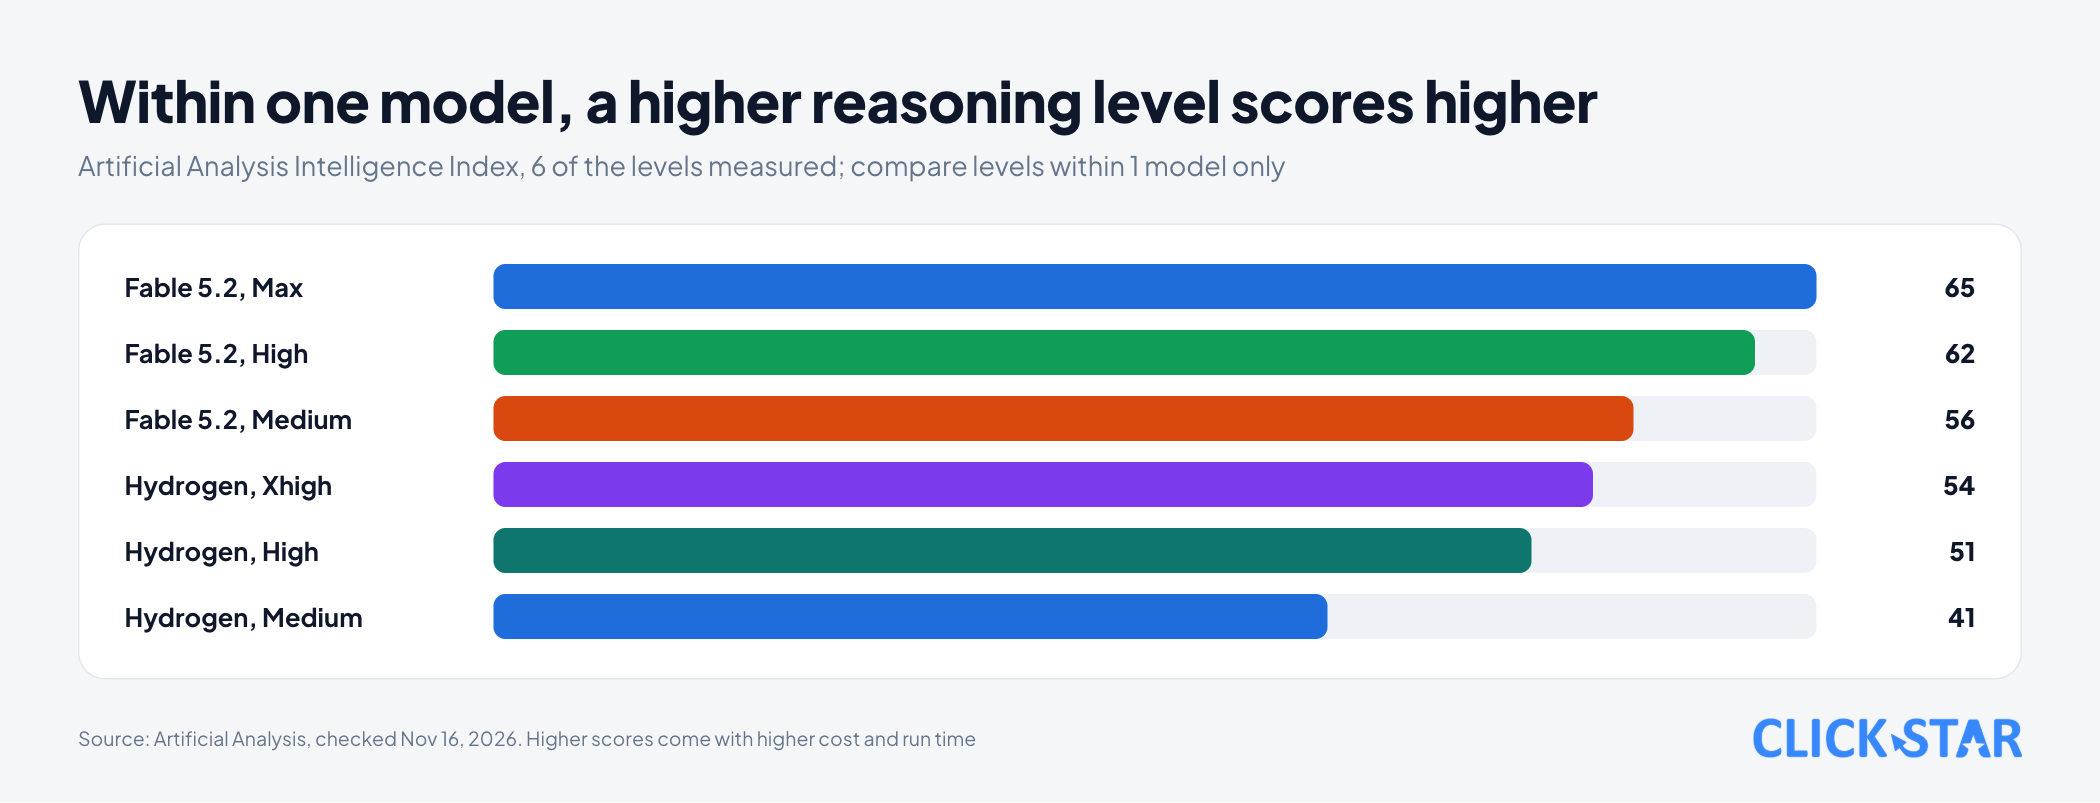 Within one model, a higher reasoning level scores higher
Artificial Analysis Intelligence Index, 6 of the levels measured; compare levels within 1 model only
Fable 5.2, Max 65
Fable 5.2, High 62
Fable 5.2, Medium 56
Hydrogen, Xhigh 54
Hydrogen, High 51
Hydrogen, Medium 41
Source: Artificial Analysis, checked Nov 16, 2026. Higher scores come with higher cost and run time
CLICK STAR